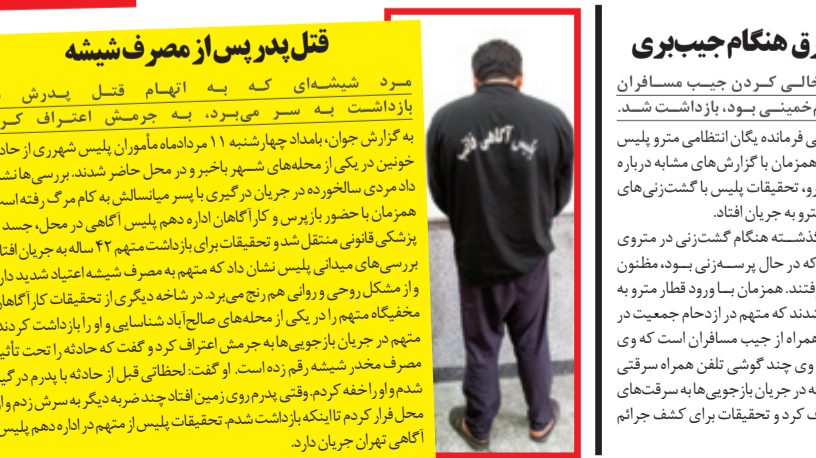 قتل پدر پس از مصرف شیشه
مرد شیشه‌ای که به اتهام قتل پدرش
بازداشت به سر می‌برد، به جرمش اعتراف کر
به گزارش جوان، بامداد چهارشنبه ۱۱ مردادماه مأموران پلیس شهرری از حاد
خونین در یکی از محله‌های شهر باخبر و در محل حاضر شدند. بررسی‌ها نشا
داد مردی سالخورده در جریان درگیری با پسر میانسالش به کام مرگ رفته است
همزمان با حضور بازپرس و کارآگاهان اداره دهم پلیس آگاهی در محل، جسد
پزشکی قانونی منتقل شد و تحقیقات برای بازداشت متهم ۴۲ ساله به جریان افتا
بررسی‌های میدانی پلیس نشان داد که متهم به مصرف شیشه اعتیاد شدید دار
و از مشکل روحی و روانی هم رنج می‌برد. در شاخه دیگری از تحقیقات کارآگاهان
مخفیگاه متهم را در یکی از محله‌های صالح‌آباد شناسایی و او را بازداشت کردند
متهم در جریان بازجویی‌ها به جرمش اعتراف کرد و گفت که حادثه را تحت تأثیر
مصرف مخدر شیشه رقم زده است. او گفت: لحظاتی قبل از حادثه با پدرم درگیر
شدم و او را خفه کردم. وقتی پدرم روی زمین افتاد چند ضربه دیگر به سرش زدم و از
محل فرار کردم تا اینکه بازداشت شدم. تحقیقات پلیس از متهم در اداره دهم پلیس
آگاهی تهران جریان دارد.
پلیس آگاهی فاتب
رق هنگام جیب‌بری
خالی کردن جیب مسافران
م‌خمینی بود، بازداشت شد.
ی فرمانده یگان انتظامی مترو پلیس
همزمان با گزارش‌های مشابه درباره
رو، تحقیقات پلیس با گشت‌زنی‌های
ترو به جریان افتاد.
گذشته هنگام گشت‌زنی در متروی
که در حال پرسه‌زنی بود، مظنون
فتند. همزمان با ورود قطار مترو به
شدند که متهم در ازدحام جمعیت در
همراه از جیب مسافران است که وی
وی چند گوشی تلفن همراه سرقتی
ه در جریان بازجویی‌ها به سرقت‌های
ف کرد و تحقیقات برای کشف جرائم